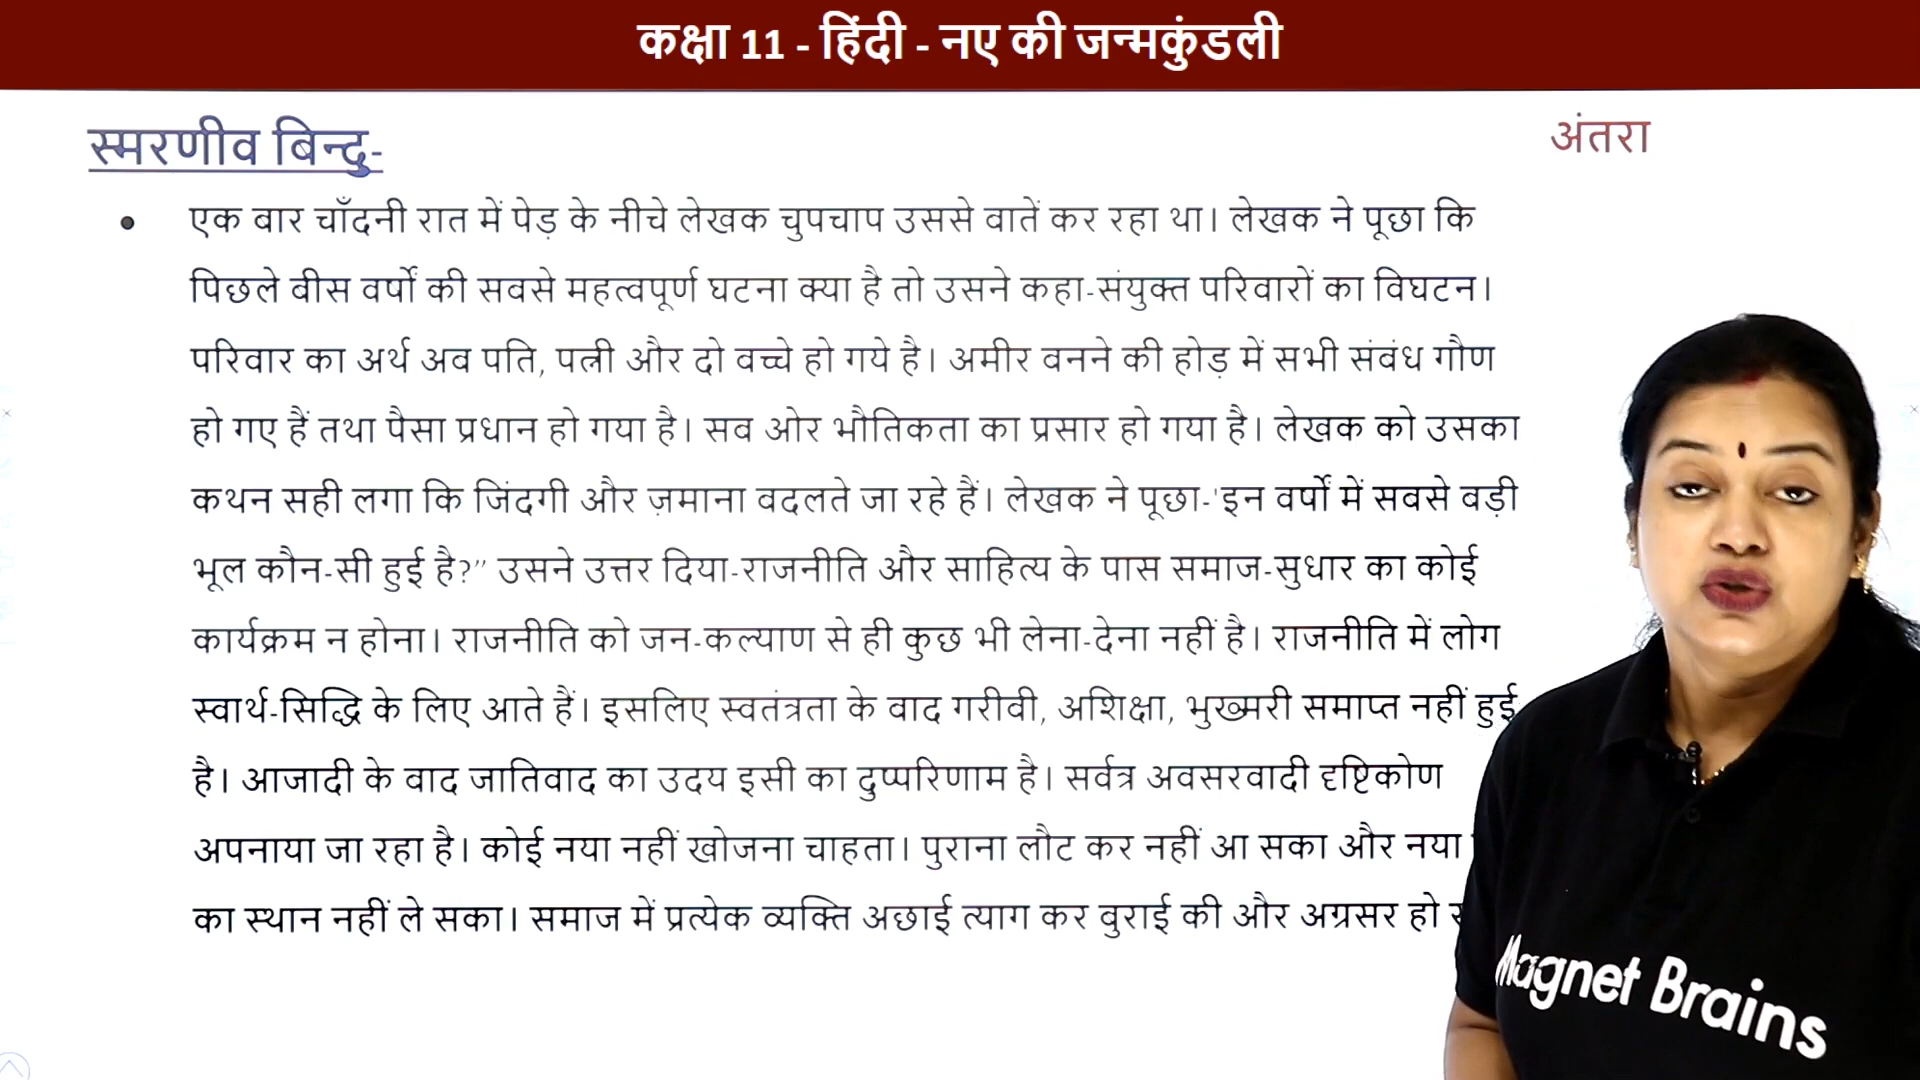 कक्षा 11 - हिंदी - नए की जन्मकुंडली
स्मरणीव बिन्दु-
अंतरा
• एक बार चाँदनी रात में पेड़ के नीचे लेखक चुपचाप उससे वातें कर रहा था। लेखक ने पूछा कि
पिछले बीस वर्षों की सबसे महत्वपूर्ण घटना क्या है तो उसने कहा-संयुक्त परिवारों का विघटन।
परिवार का अर्थ अव पति, पत्नी और दो वच्चे हो गये है। अमीर वनने की होड़ में सभी संबंध गौण
हो गए हैं तथा पैसा प्रधान हो गया है। सव ओर भौतिकता का प्रसार हो गया है। लेखक को उसका
कथन सही लगा कि जिंदगी और ज़माना वदलते जा रहे हैं। लेखक ने पूछा-'इन वर्षों में सबसे वड़ी
भूल कौन-सी हुई है?” उसने उत्तर दिया-राजनीति और साहित्य के पास समाज-सुधार का कोई
कार्यक्रम न होना। राजनीति को जन-कल्याण से ही कुछ भी लेना-देना नहीं है। राजनीति में लोग
स्वार्थ-सिद्धि के लिए आते हैं। इसलिए स्वतंत्रता के वाद गरीवी, अशिक्षा, भुख्मरी समाप्त नहीं हुई
है। आजादी के वाद जातिवाद का उदय इसी का दुष्परिणाम है। सर्वत्र अवसरवादी दृष्टिकोण
अपनाया जा रहा है। कोई नया नहीं खोजना चाहता। पुराना लौट कर नहीं आ सका और नया
का स्थान नहीं ले सका। समाज में प्रत्येक व्यक्ति अछाई त्याग कर वुराई की और अग्रसर हो
Magnet Brains